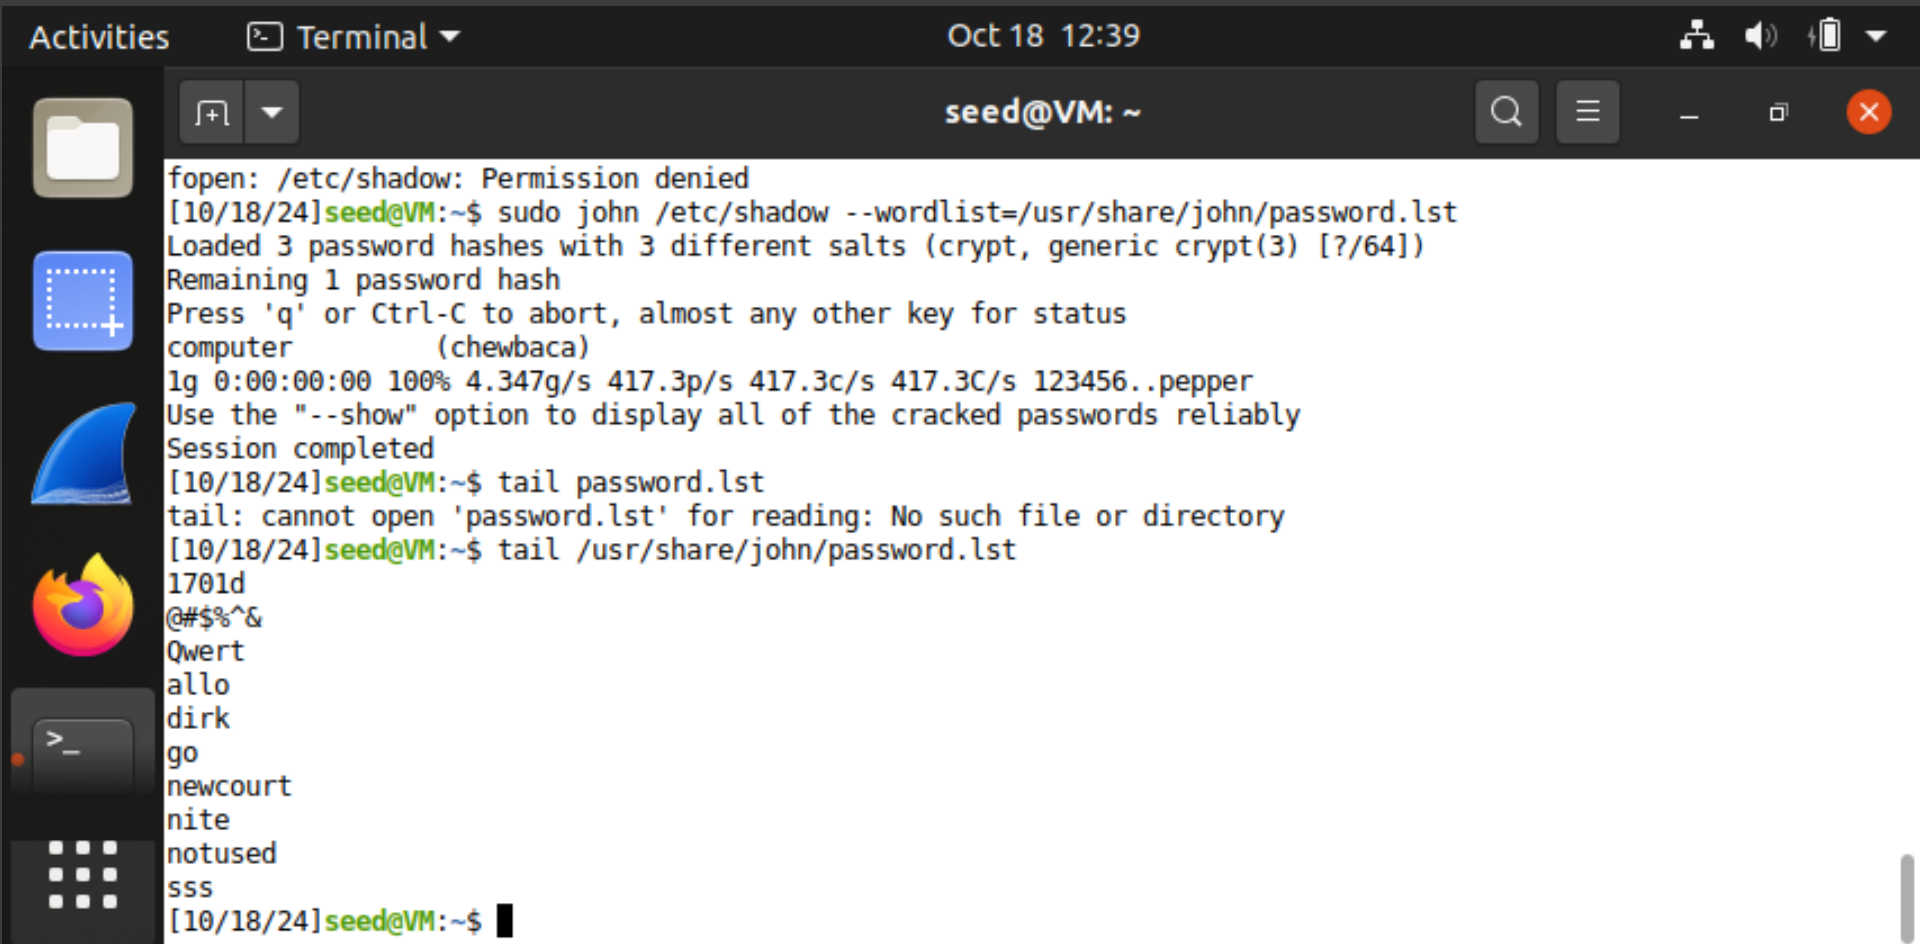 Activities
Terminal
Oct 18 12:39
seed@VM: ~
fopen: /etc/shadow: Permission denied
[10/18/24]seed@VM:~$ sudo john /etc/shadow --wordlist=/usr/share/john/password.lst
Loaded 3 password hashes with 3 different salts (crypt, generic crypt(3) [?/64])
Remaining 1 password hash
Press 'q' or Ctrl-C to abort, almost any other key for status
computer         (chewbaca)
1g 0:00:00:00 100% 4.347g/s 417.3p/s 417.3c/s 417.3C/s 123456..pepper
Use the "--show" option to display all of the cracked passwords reliably
Session completed
[10/18/24]seed@VM:~$ tail password.lst
tail: cannot open 'password.lst' for reading: No such file or directory
[10/18/24]seed@VM:~$ tail /usr/share/john/password.lst
1701d
@#$%^&
Qwert
allo
dirk
go
newcourt
nite
notused
sss
[10/18/24]seed@VM:~$